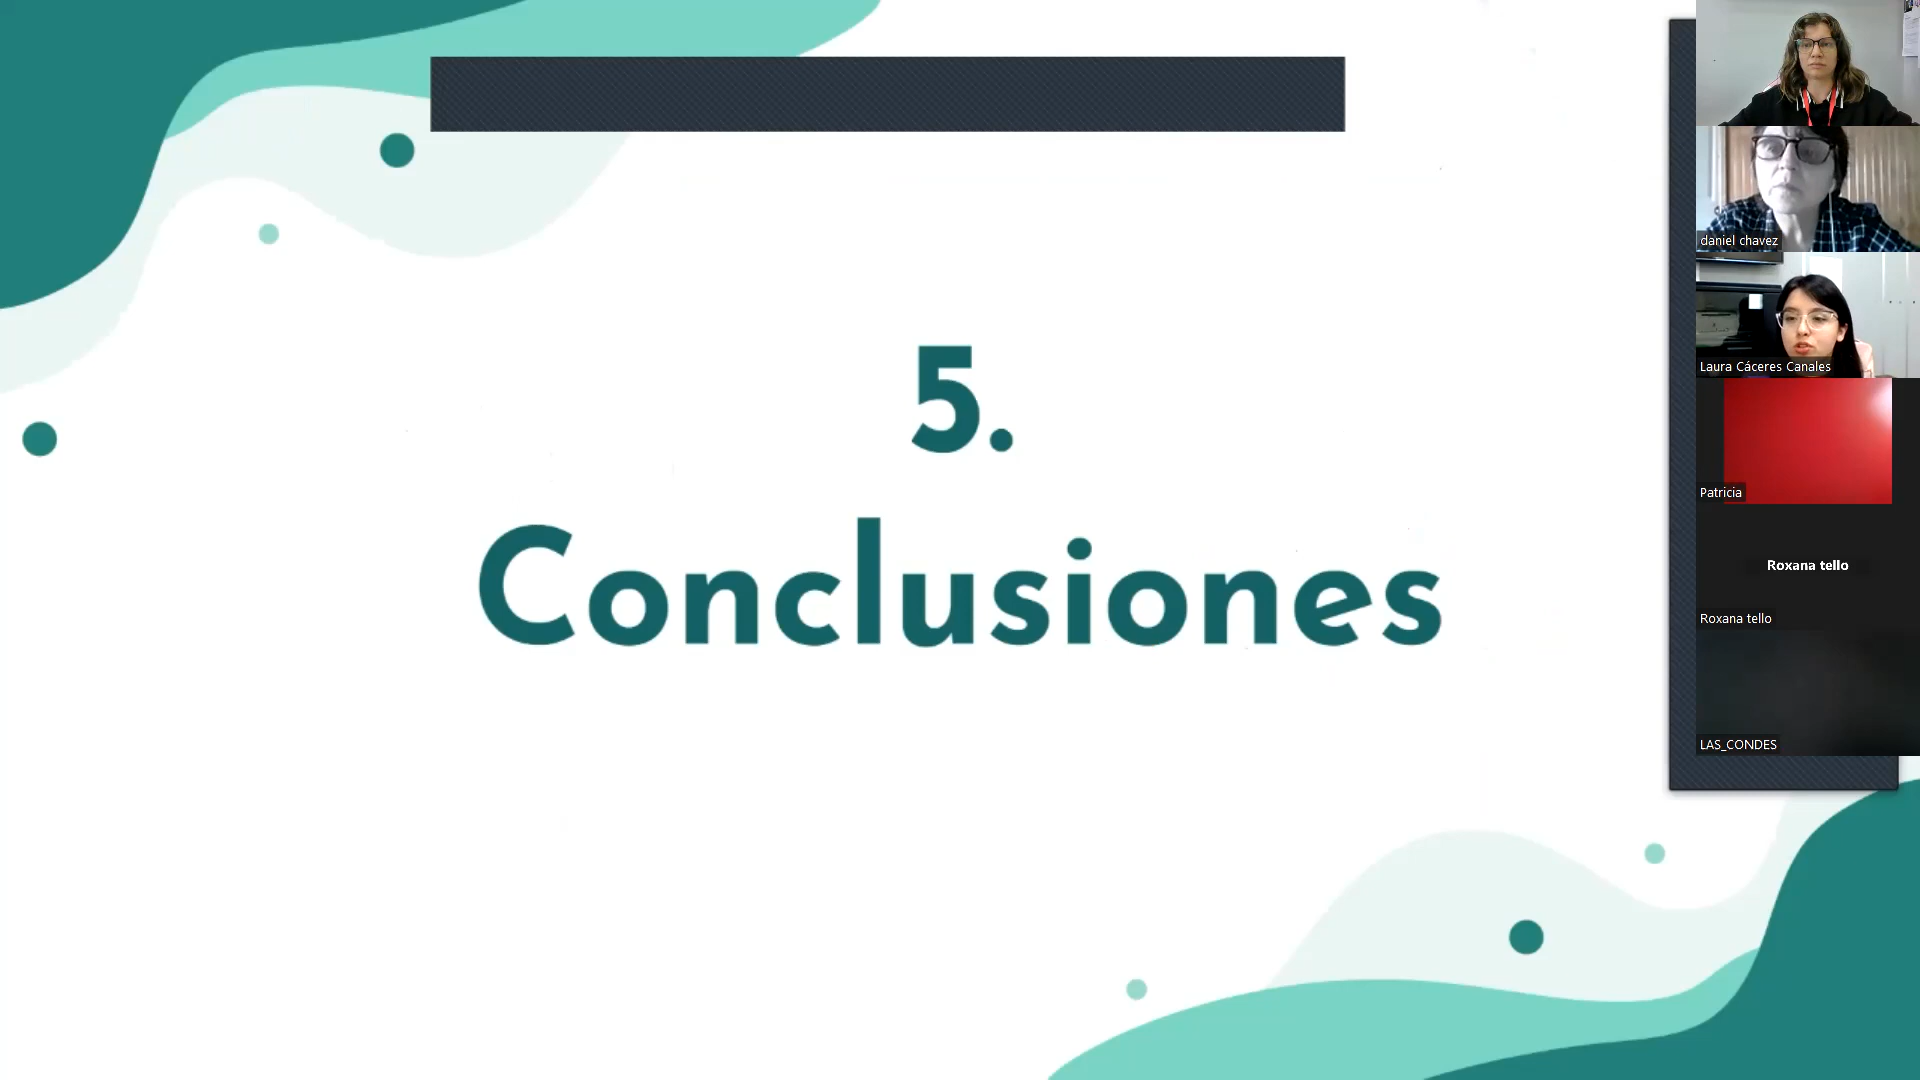 5.
Conclusiones
daniel chavez
Laura Cáceres Canales
Patricia
Roxana tello
Roxana tello
LAS_CONDES